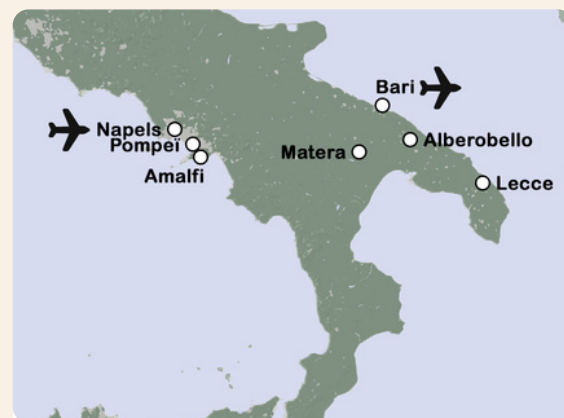 Bari
Napels
Pompeï
Alberobello
Matera
Amalfi
Lecce